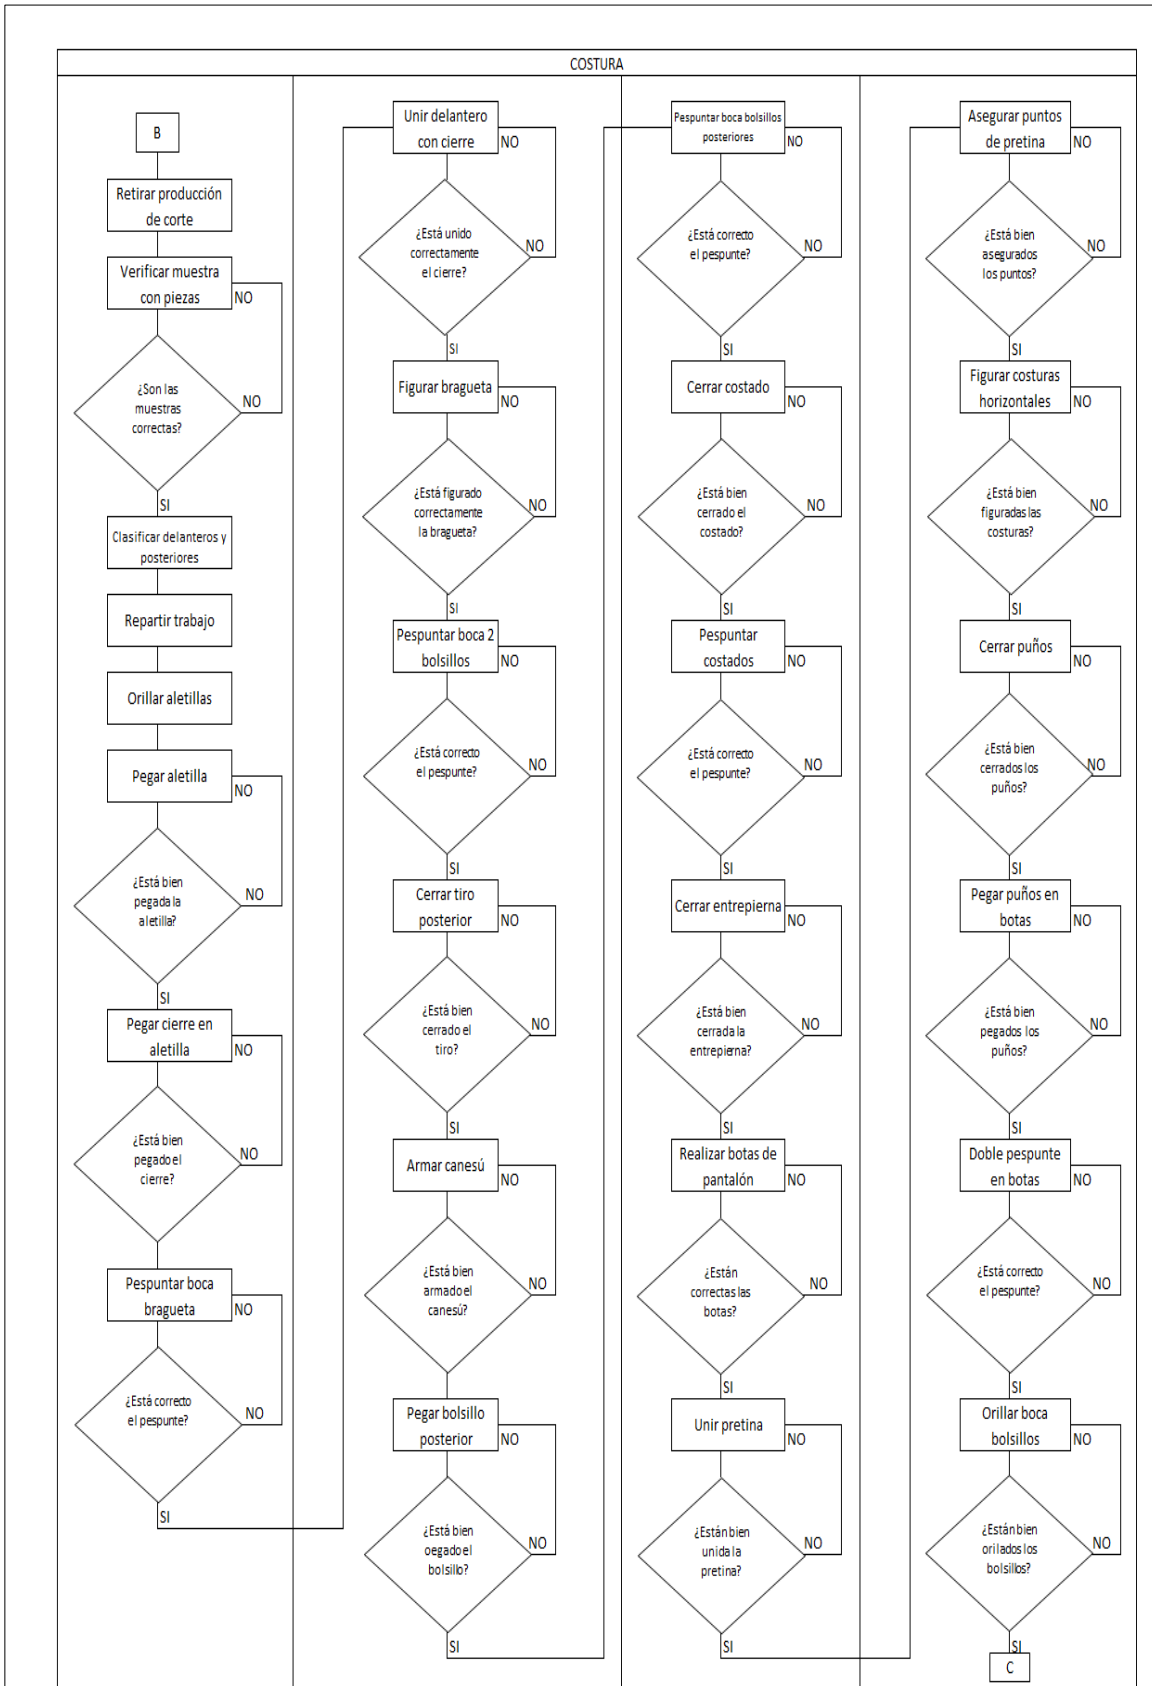 COSTURA
B
Retirar producción
de corte
Verificar muestra
con piezas
NO
¿Son las
muestras
correctas?
NO
SI
Clasificar delanteros y
posteriores
Repartir trabajo
Orillar aletillas
Pegar aletilla
NO
¿Está bien
pegada la
aletilla?
NO
SI
Pegar cierre en
aletilla
NO
¿Está bien
pegado el
cierre?
NO
Pespuntar boca
bragueta
NO
¿Está correcto
el pespunte?
NO
SI
Unir delantero
con cierre
NO
¿Está unido
correctamente
el cierre?
NO
SI
Figurar bragueta
NO
¿Está figurado
correctamente
la bragueta?
NO
SI
Pespuntar boca 2
bolsillos
NO
¿Está correcto
el pespunte?
NO
SI
Cerrar tiro
posterior
NO
¿Está bien
cerrado el
tiro?
NO
SI
Armar canesú
NO
¿Está bien
armado el
canesú?
NO
Pegar bolsillo
posterior
NO
¿Está bien
oegado el
bolsillo?
NO
SI
Pespuntar boca bolsillos
posteriores
NO
¿Está correcto
el pespunte?
NO
SI
Cerrar costado
NO
¿Está bien
cerrado el
costado?
NO
SI
Pespuntar
costados
NO
¿Está correcto
el pespunte?
NO
SI
Cerrar entrepierna
NO
¿Está bien
cerrada la
entrepierna?
NO
SI
Realizar botas de
pantalón
NO
¿Están
correctas las
botas?
NO
SI
Unir pretina
NO
¿Están bien
unida la
pretina?
NO
SI
Asegurar puntos
de pretina
NO
¿Está bien
asegurados
los puntos?
NO
SI
Figurar costuras
horizontales
NO
¿Está bien
figuradas las
costuras?
NO
SI
Cerrar puños
NO
¿Está bien
cerrados los
puños?
NO
SI
Pegar puños en
botas
NO
¿Está bien
pegados los
puños?
NO
SI
Doble pespunte
en botas
NO
¿Está correcto
el pespunte?
NO
SI
Orillar boca
bolsillos
NO
¿Están bien
orilados los
bolsillos?
NO
SI
C